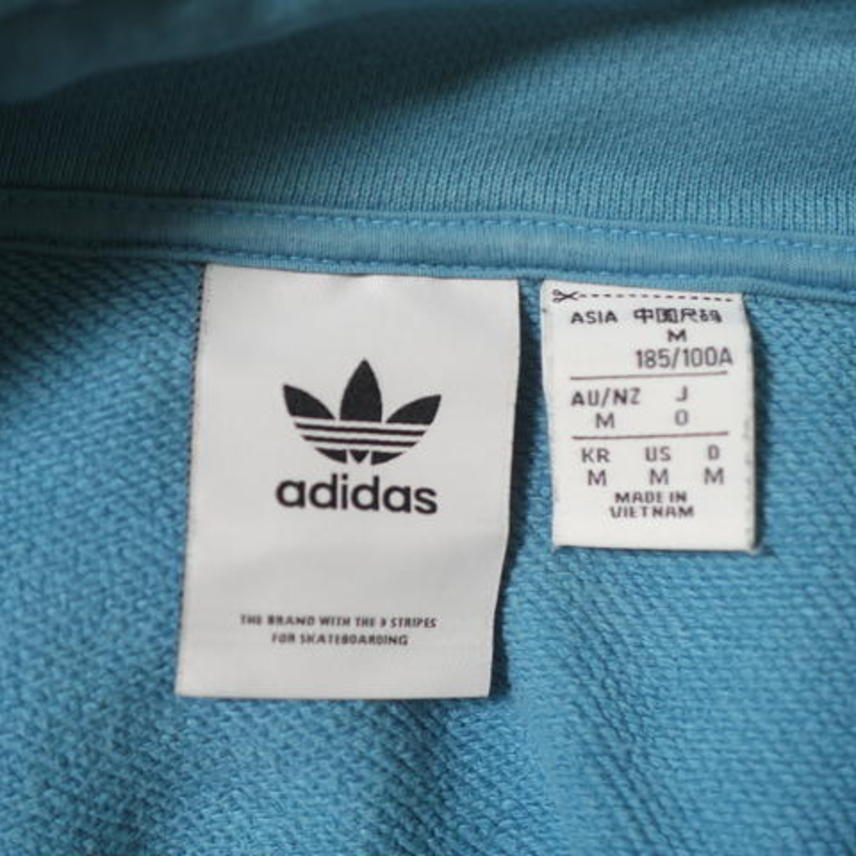 adidas
THE BRAND WITH THE 3 STRIPES
FOR SKATEBOARDING
ASIA 中国尺码
M
185/100A
AU/NZ J
M O
KR US D
M M M
MADE IN
VIETNAM